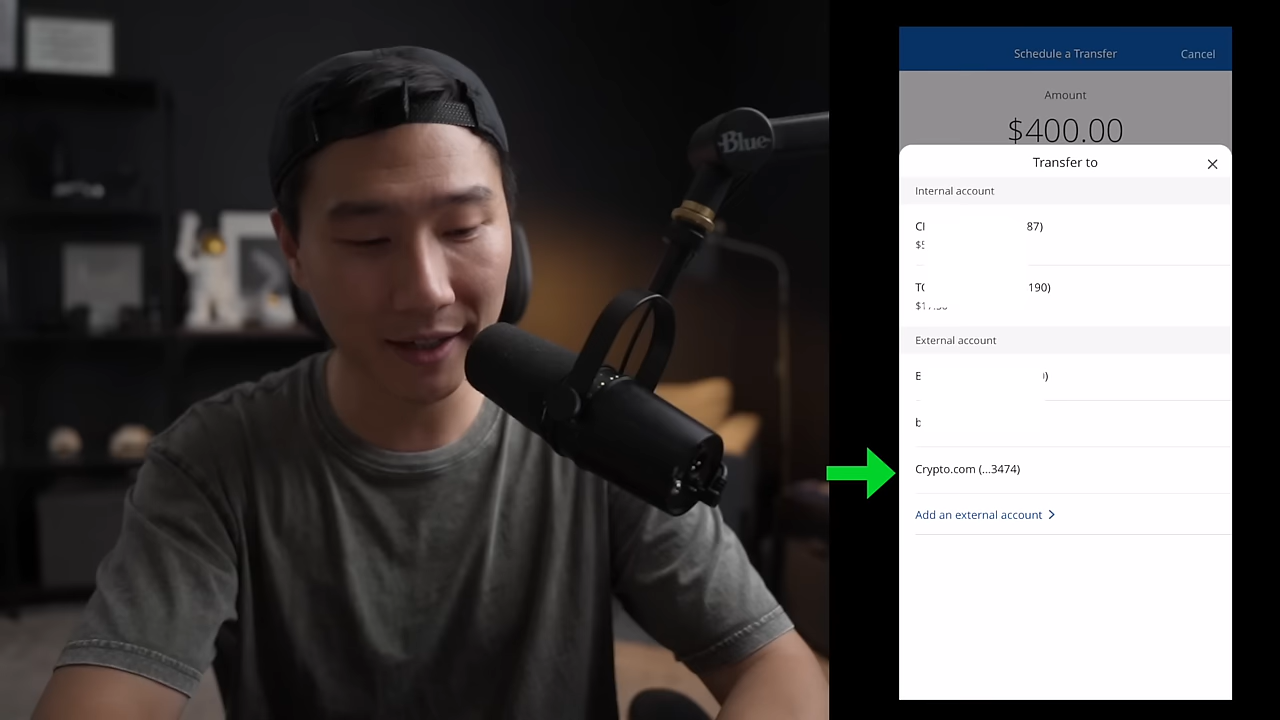 Blue
Schedule a Transfer
Cancel
Amount
$400.00
Transfer to
Internal account
87)
190)
External account
Crypto.com (...3474)
Add an external account